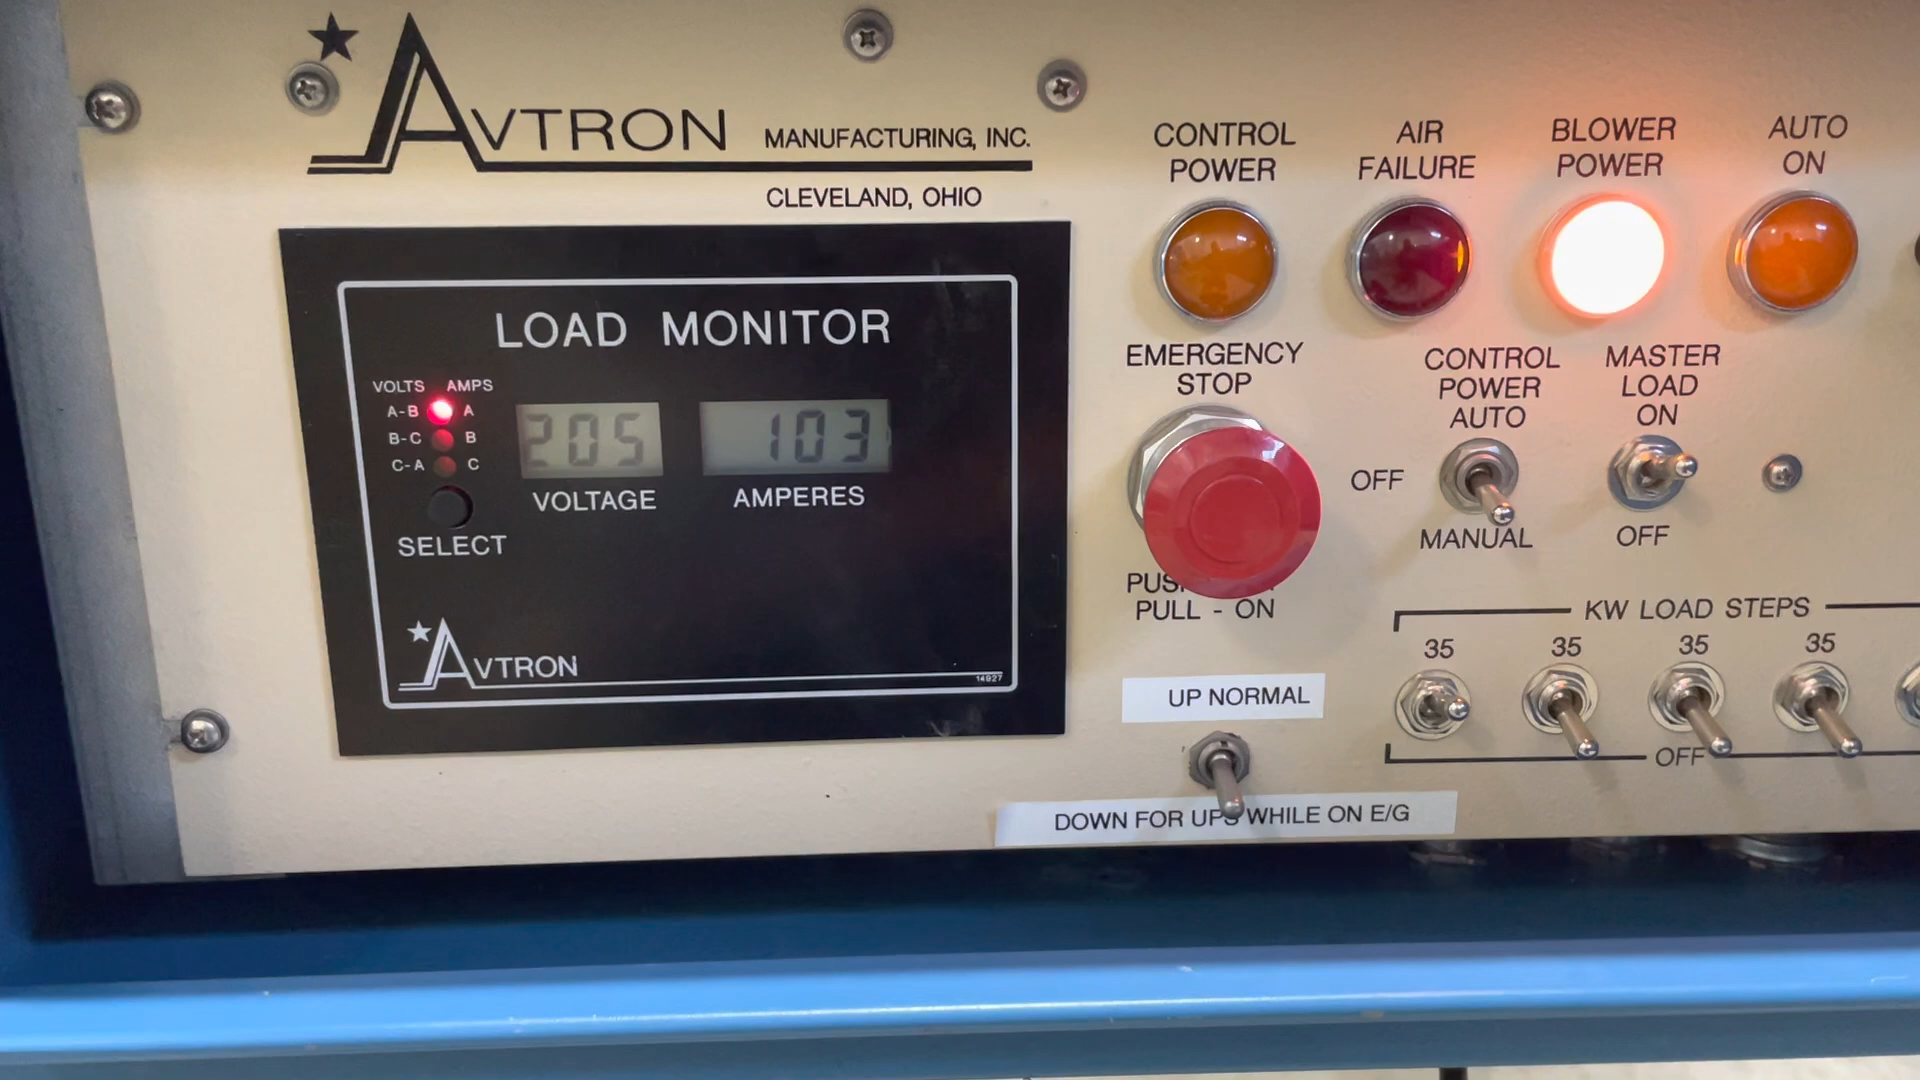 AVTRON MANUFACTURING, INC.
CLEVELAND, OHIO
LOAD MONITOR
VOLTS AMPS
A-B A
B-C B
C-A C
SELECT
205
VOLTAGE
103
AMPERES
AVTRON
14927
CONTROL
POWER
AIR
FAILURE
BLOWER
POWER
AUTO
ON
EMERGENCY
STOP
PULL - ON
CONTROL
POWER
AUTO
OFF
MANUAL
MASTER
LOAD
ON
OFF
KW LOAD STEPS
35 35 35 35
OFF
UP NORMAL
DOWN FOR UPS WHILE ON E/G